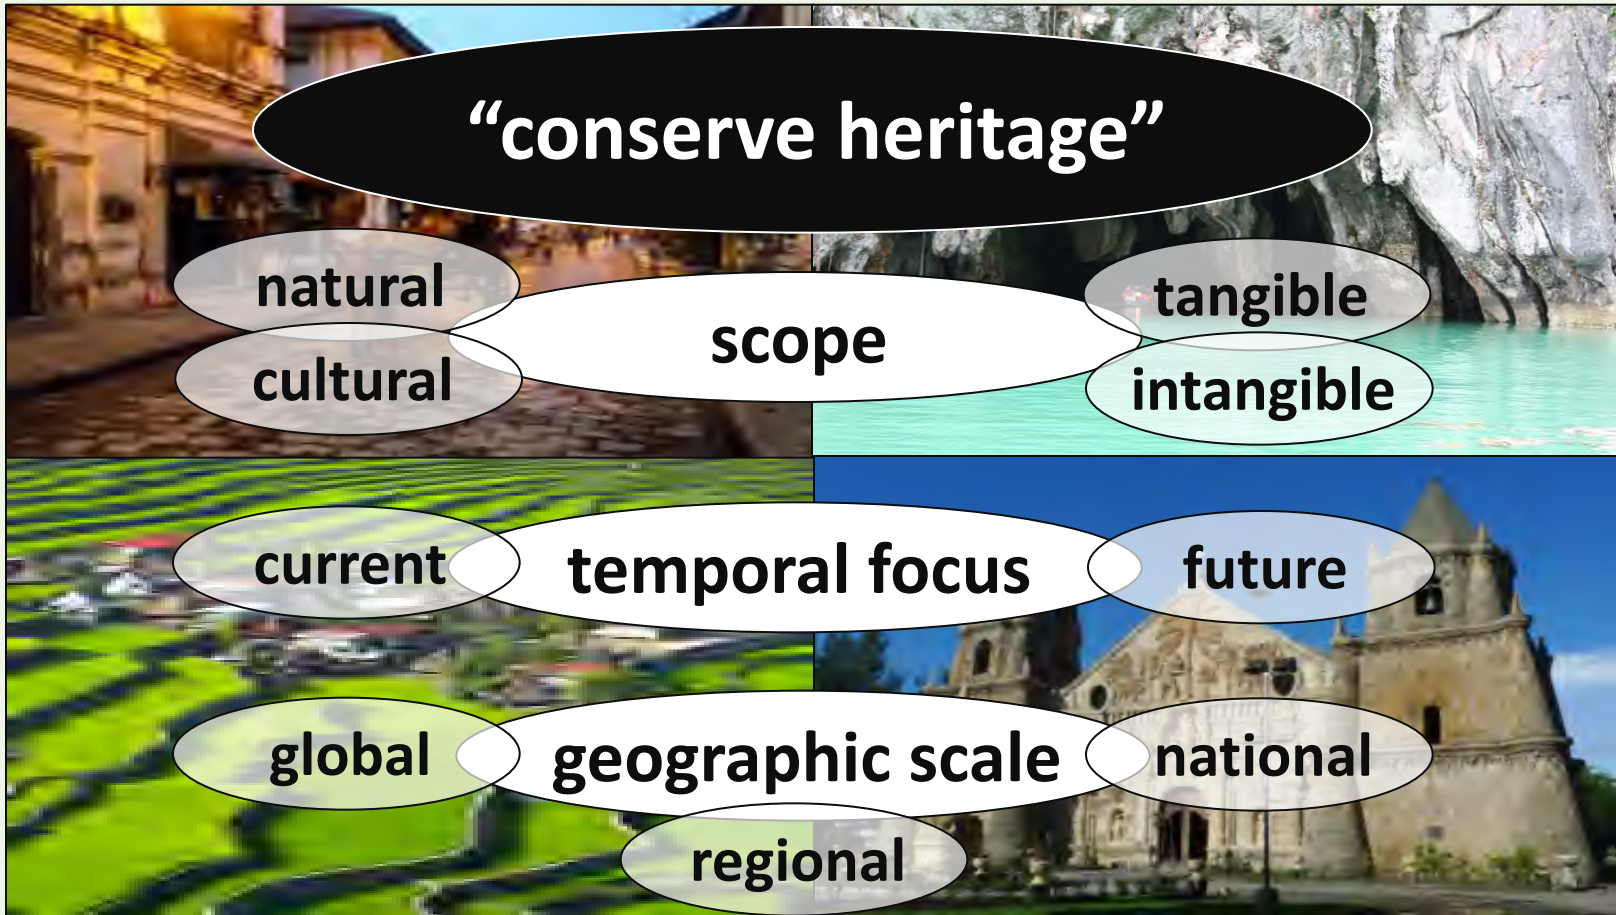 “conserve heritage”
natural
cultural
scope
tangible
intangible
current
temporal focus
future
global
geographic scale
national
regional